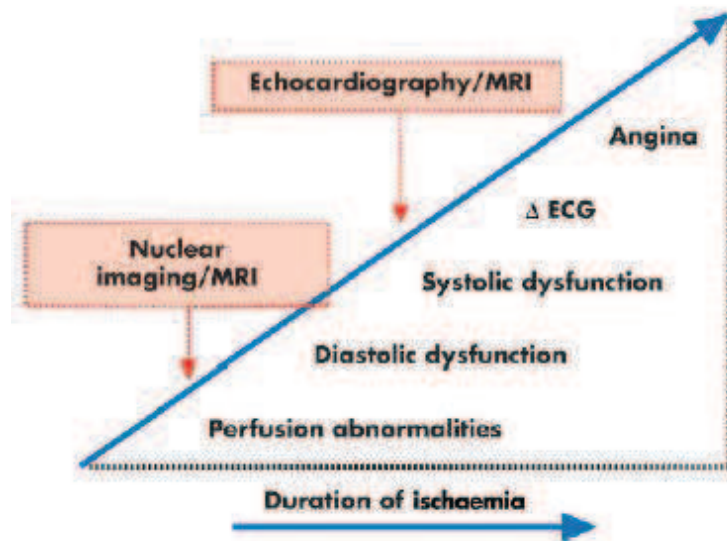 Echocardiography/MRI
Angina
Δ ECG
Nuclear
imaging/MRI
Systolic dysfunction
Diastolic dysfunction
Perfusion abnormalities
Duration of ischaemia